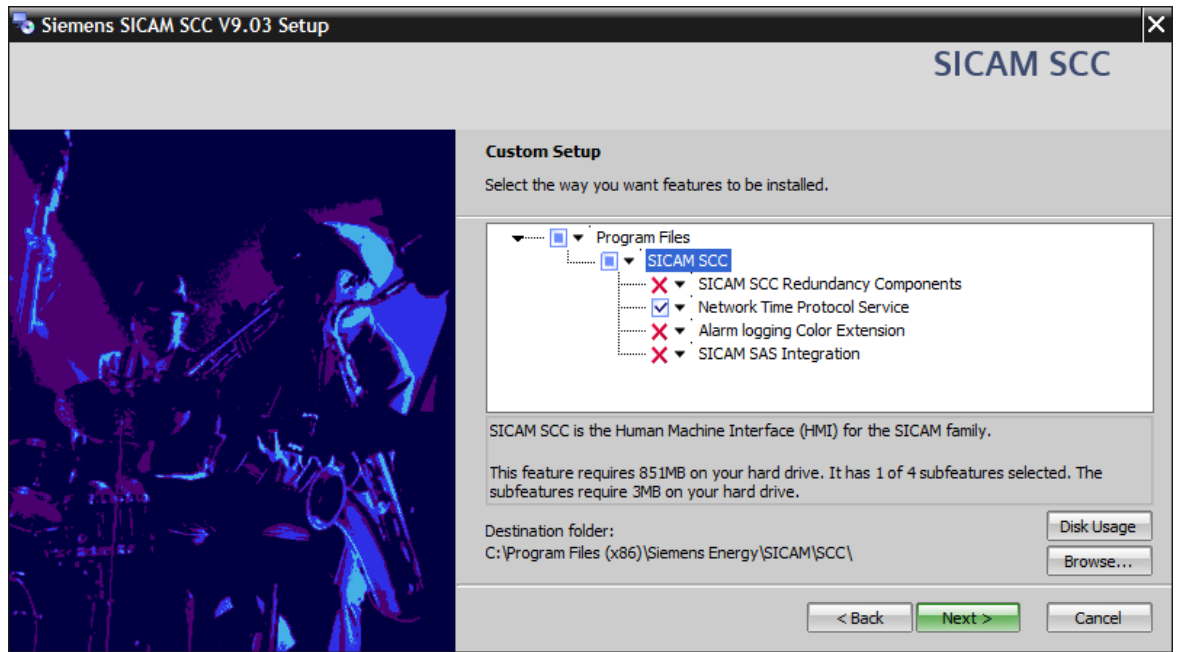 Siemens SICAM SCC V9.03 Setup
SICAM SCC
Custom Setup
Select the way you want features to be installed.
Program Files
SICAM SCC
SICAM SCC Redundancy Components
Network Time Protocol Service
Alarm logging Color Extension
SICAM SAS Integration
SICAM SCC is the Human Machine Interface (HMI) for the SICAM family.
This feature requires 851MB on your hard drive. It has 1 of 4 subfeatures selected. The
subfeatures require 3MB on your hard drive.
Destination folder:
Disk Usage
C:\Program Files (x86)\Siemens Energy\SICAM\SCC\
Browse...
< Back
Next >
Cancel